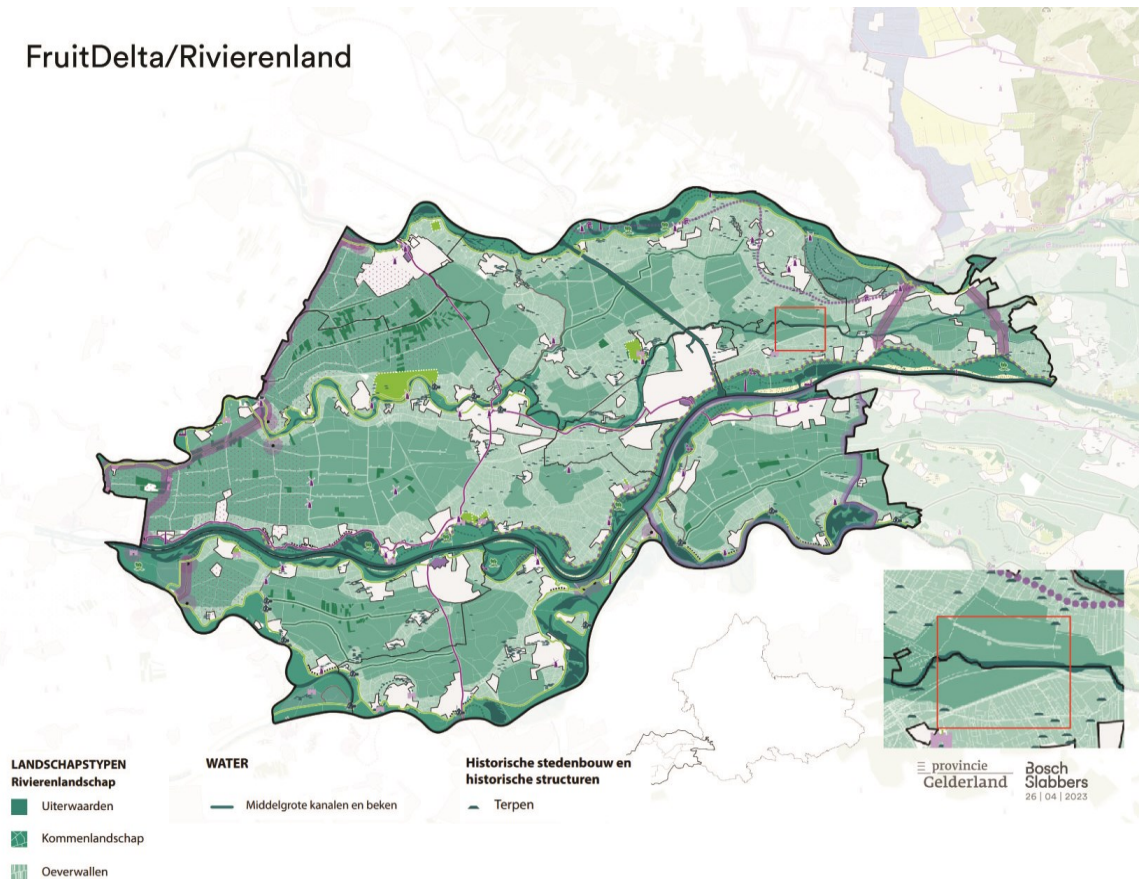 FruitDelta/Rivierenland
LANDSCHAPSTYPEN
Rivierenlandschap
Uiterwaarden
Kommenlandschap
Oeverwallen
WATER
Middelgrote kanalen en beken
Historische stedenbouw en
historische structuren
Terpen
provincie
Gelderland
Bosch
Slabbers
26 | 04 | 2023